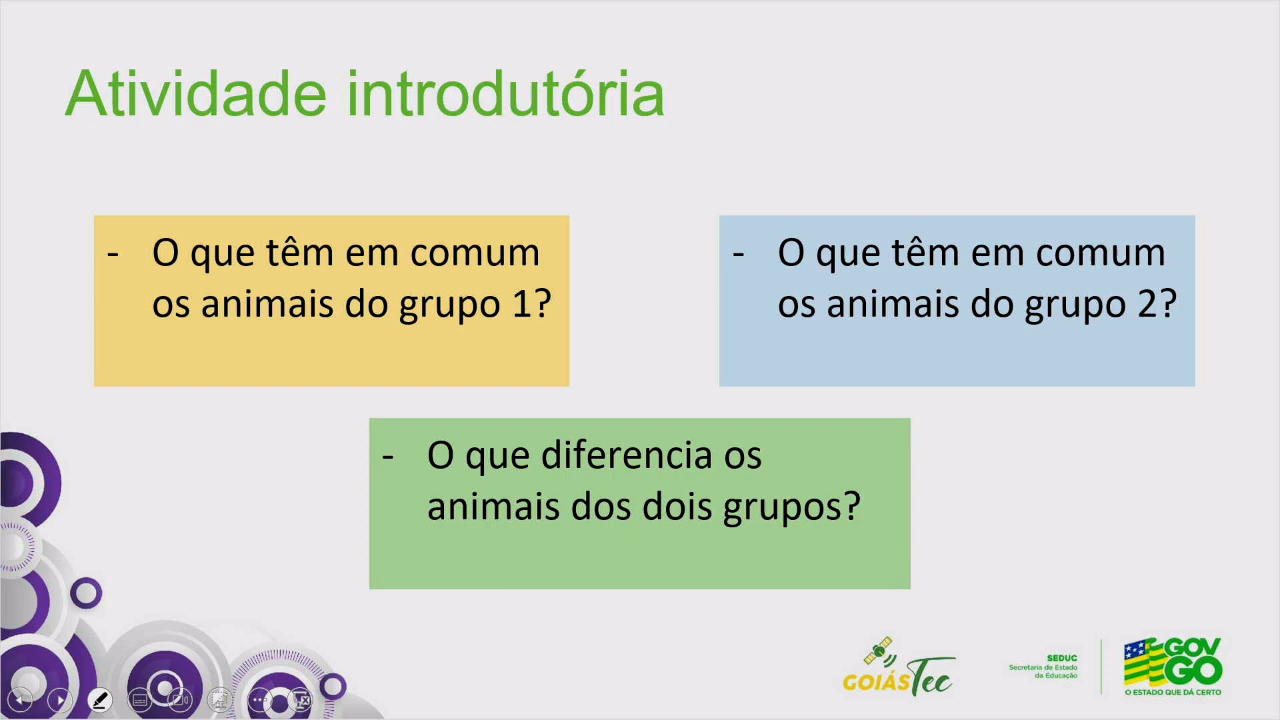 Atividade introdutória
- O que têm em comum
os animais do grupo 1?
- O que têm em comum
os animais do grupo 2?
- O que diferencia os
animais dos dois grupos?
GOIÁSTec
SEDUC
Secretaria de Estado
da Educação
GOV
GO
O ESTADO QUE DÁ CERTO